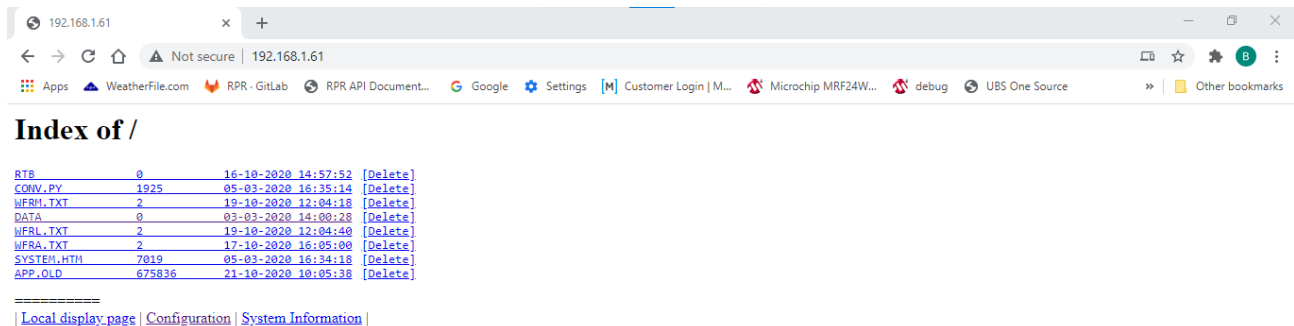 192.168.1.61
Not secure 192.168.1.61
Apps WeatherFile.com RPR - GitLab RPR API Document... Google Settings [M] Customer Login | M... Microchip MRF24W... debug UBS One Source » Other bookmarks
B
Index of /
RTB 0 16-10-2020 14:57:52 [Delete]
CONV.PY 1925 05-03-2020 16:35:14 [Delete]
WFRM.TXT 2 19-10-2020 12:04:18 [Delete]
DATA 0 03-03-2020 14:00:28 [Delete]
WFRL.TXT 2 19-10-2020 12:04:40 [Delete]
WFRA.TXT 2 17-10-2020 16:05:00 [Delete]
SYSTEM.HTM 7019 05-03-2020 16:34:18 [Delete]
APP.OLD 675836 21-10-2020 10:05:38 [Delete]
==========
| Local display page | Configuration | System Information |